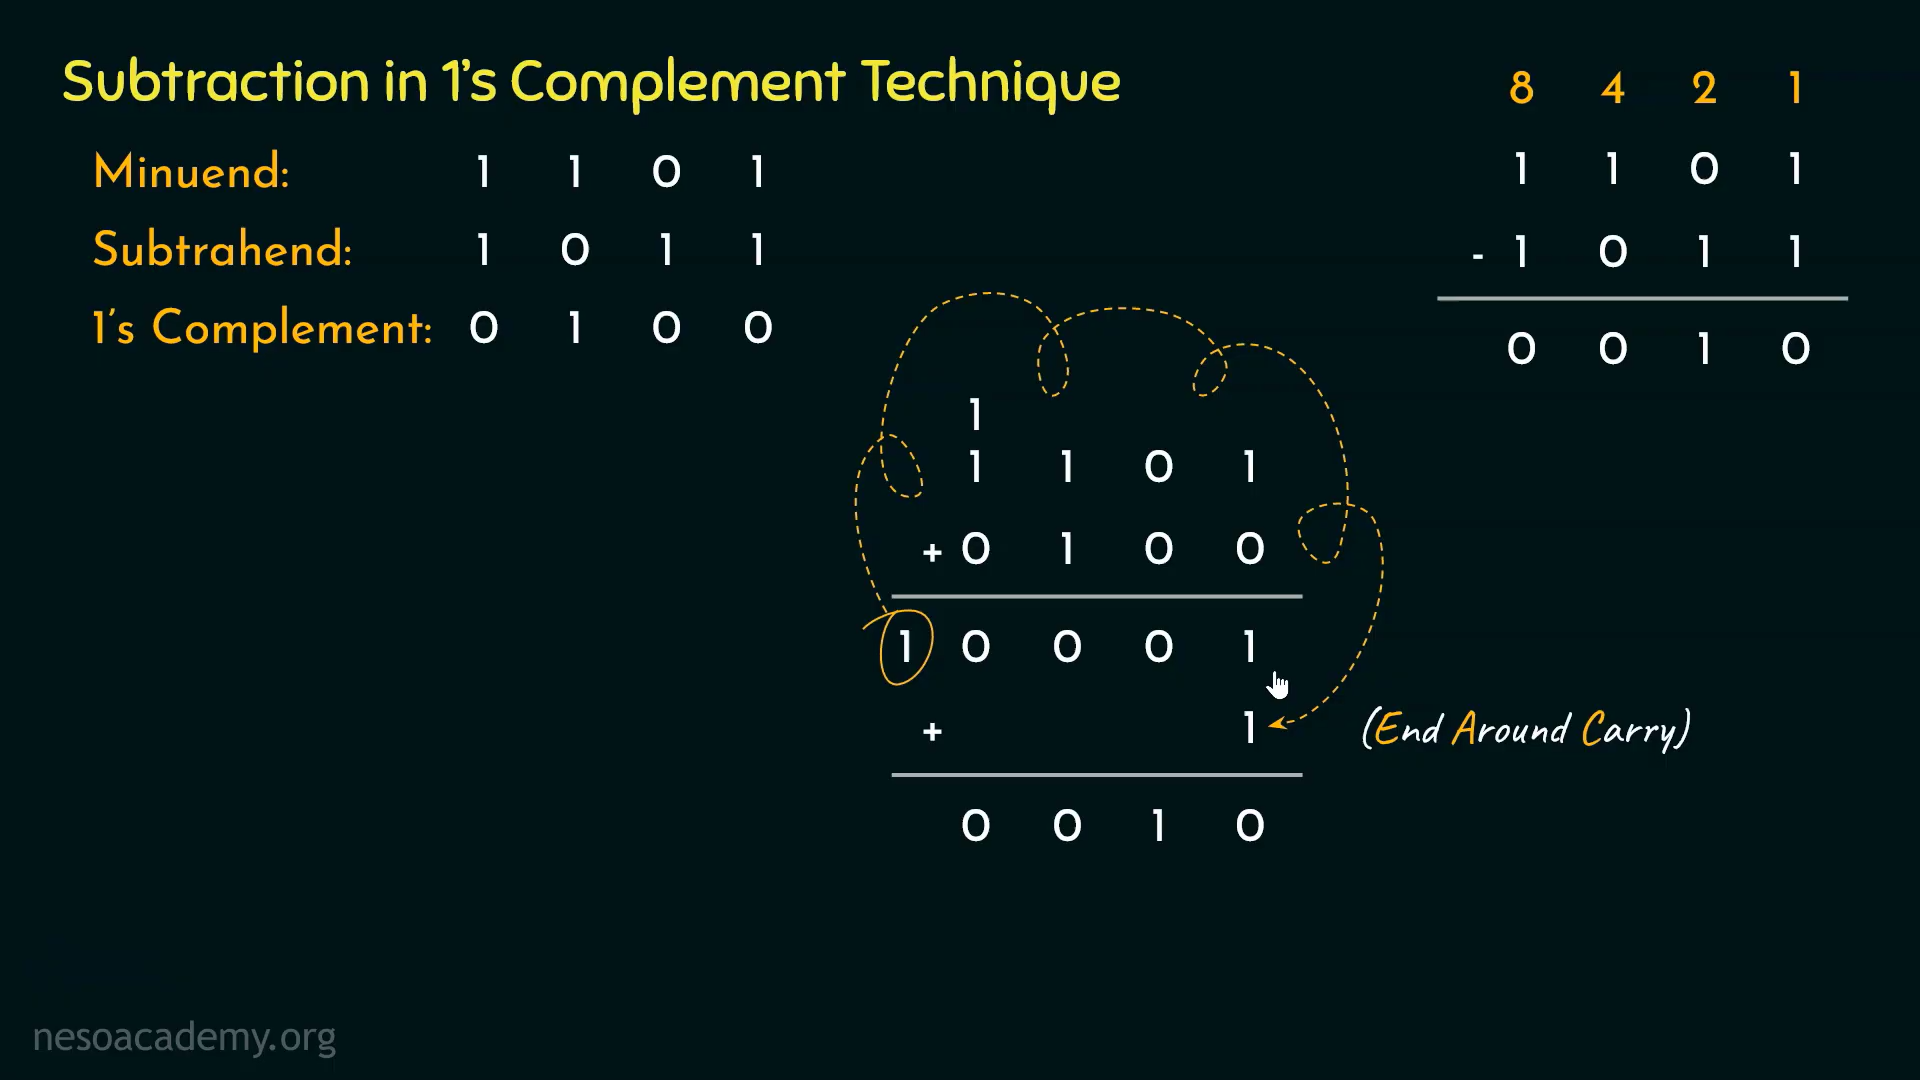 Subtraction in 1's Complement Technique
Minuend: 1 1 0 1
Subtrahend: 1 0 1 1
1's Complement: 0 1 0 0
8 4 2 1
1 1 0 1
- 1 0 1 1
0 0 1 0
1
1 1 0 1
+ 0 1 0 0
1 0 0 0 1
+ 1 (End Around Carry)
0 0 1 0
nesoacademy.org